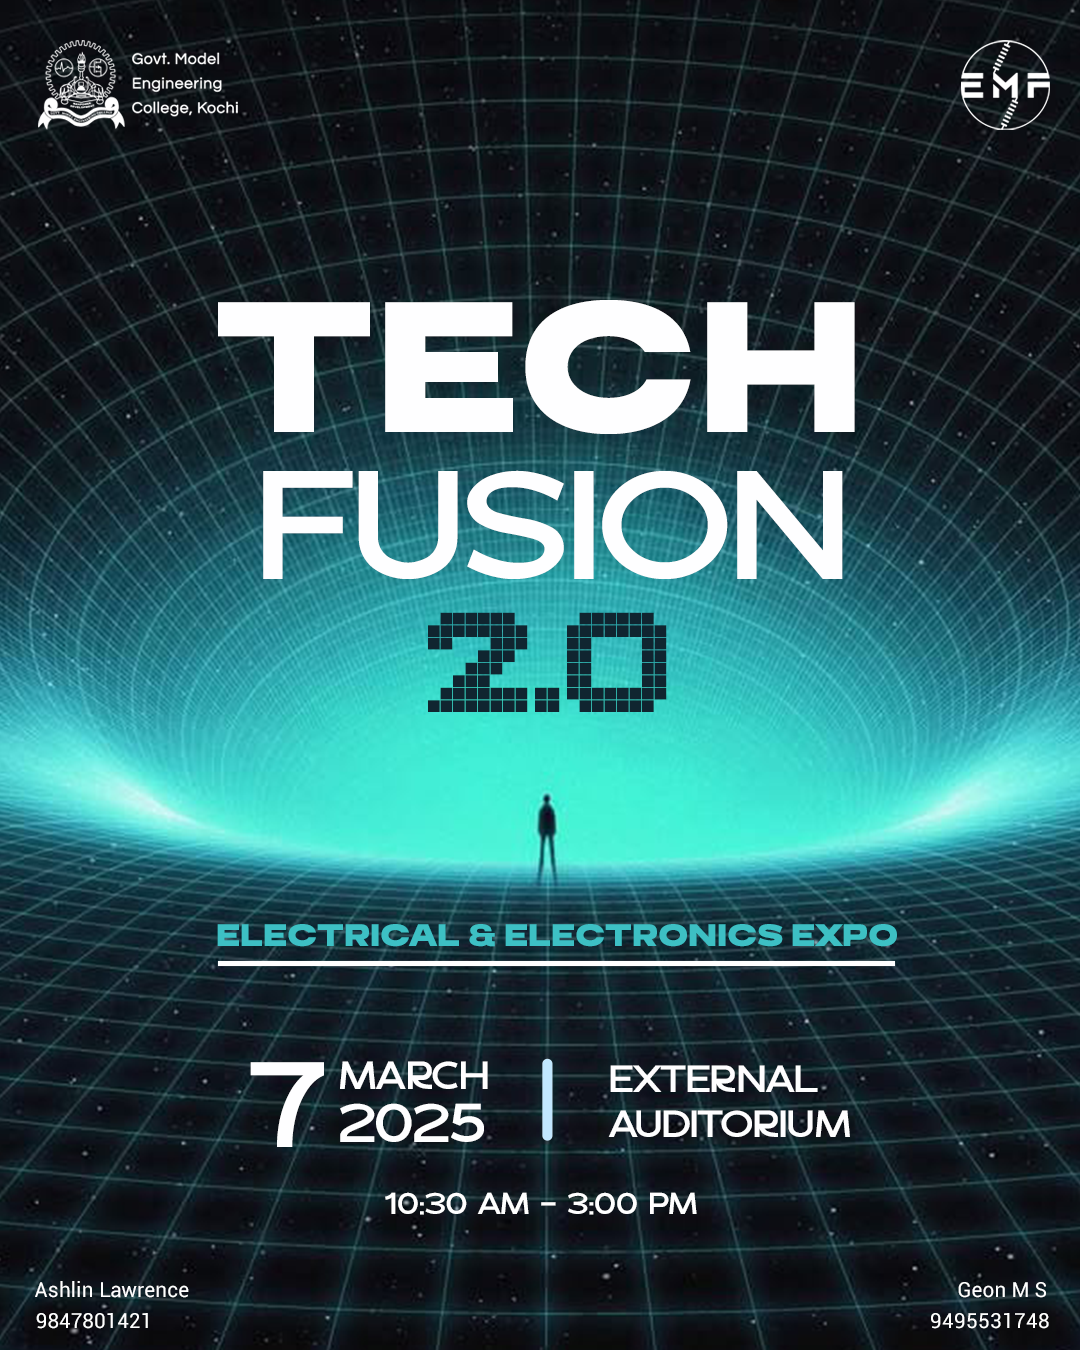 Govt. Model
Engineering
College, Kochi
EMF
TECH
FUSION
2.0
ELECTRICAL & ELECTRONICS EXPO
7 MARCH
2025
EXTERNAL
AUDITORIUM
10:30 AM – 3:00 PM
Ashlin Lawrence
9847801421
Geon M S
9495531748